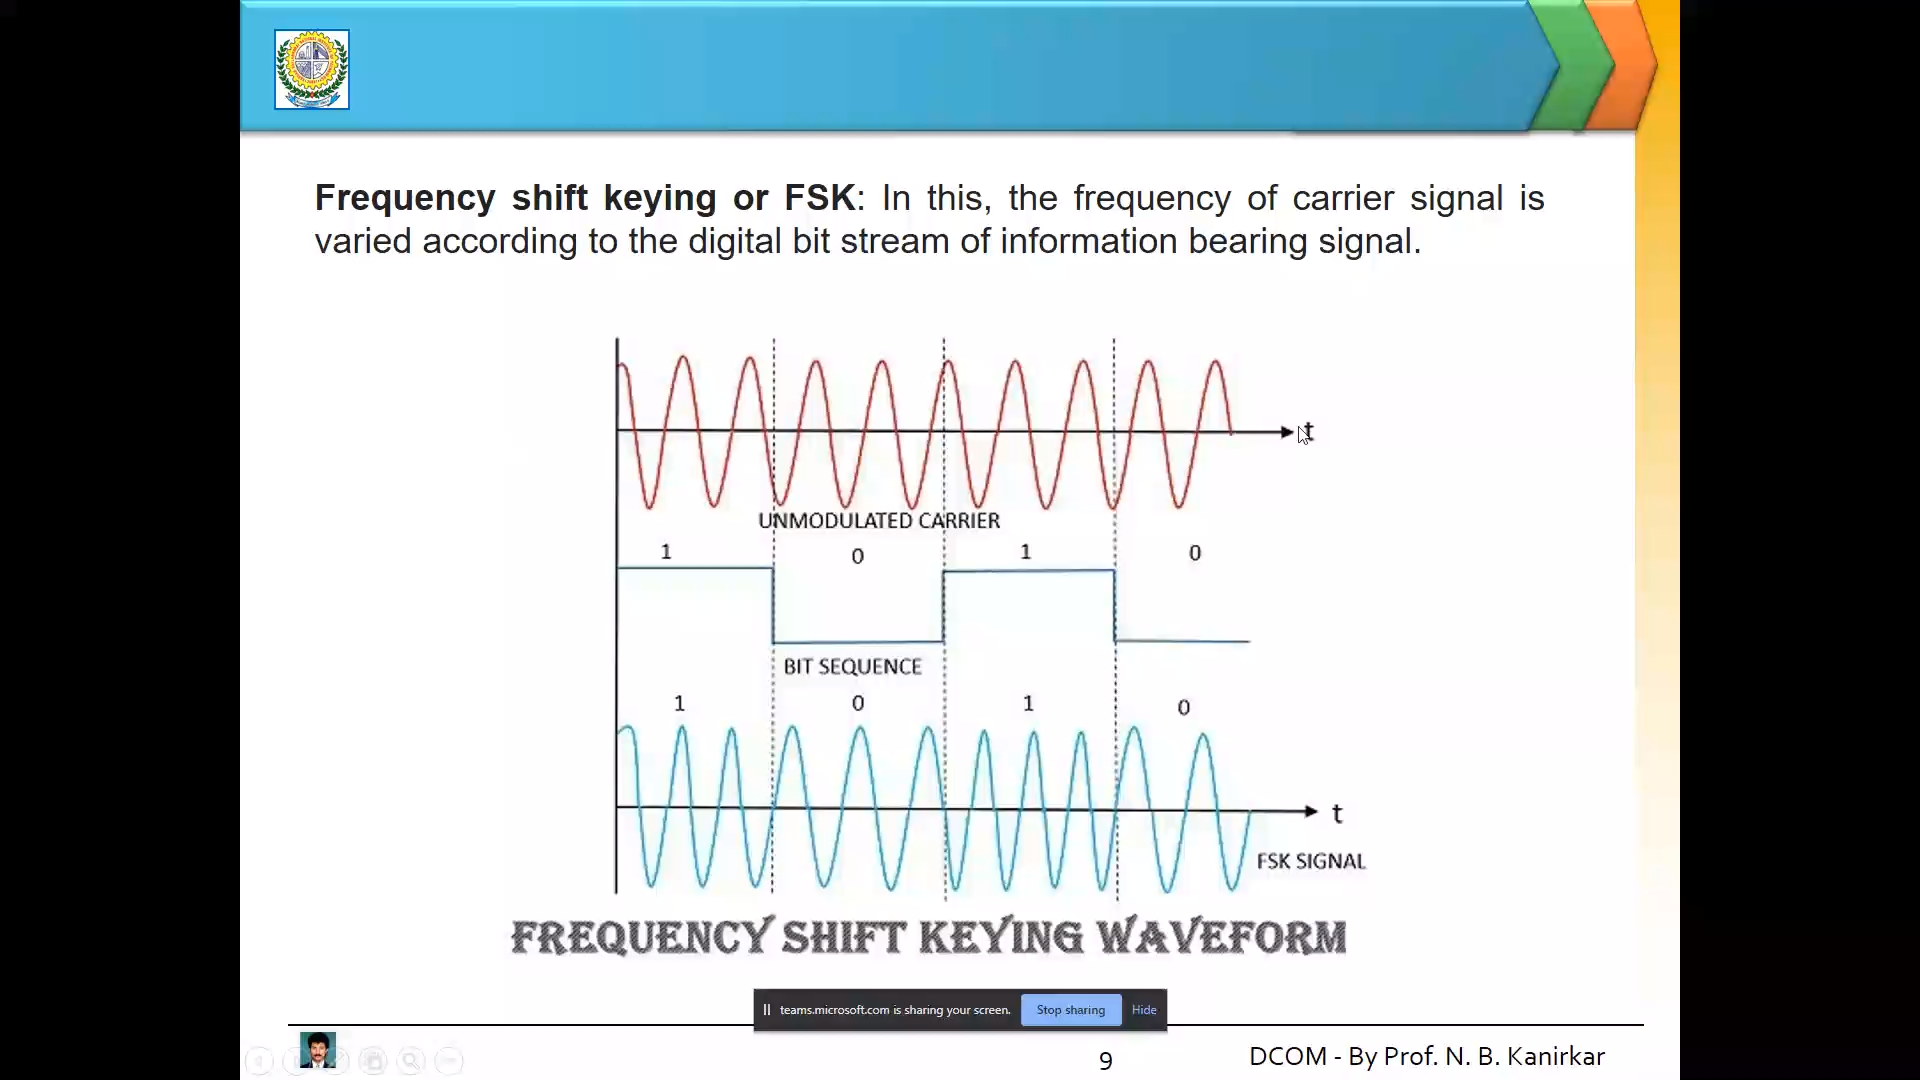 Frequency shift keying or FSK: In this, the frequency of carrier signal is
varied according to the digital bit stream of information bearing signal.
t
UNMODULATED CARRIER
1 0 1 0
BIT SEQUENCE
1 0 1 0
t
FSK SIGNAL
FREQUENCY SHIFT KEYING WAVEFORM
teams.microsoft.com is sharing your screen. Stop sharing Hide
9 DCOM - By Prof. N. B. Kanirkar